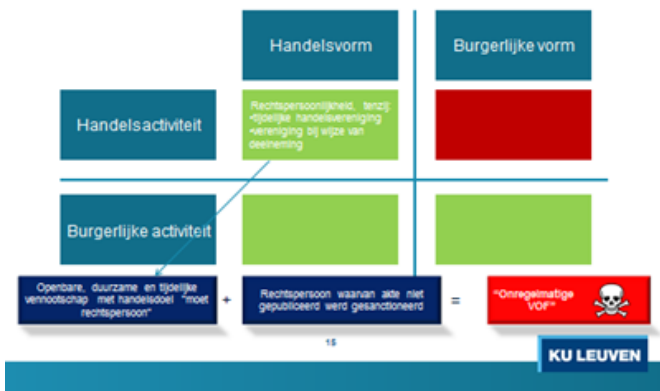 Handelsvorm
Burgerlijke vorm
Handelsactiviteit
Rechtspersoonlijkheid, tenzij:
•tijdelijke handelsvereniging
•vereniging bij wijze van
deelneming
Burgerlijke activiteit
Openbare, duurzame en tijdelijke
vennootschap met handelsdoel "moet
rechtspersoon"
+
Rechtspersoon waarvan akte niet
gepubliceerd werd gesanctioneerd
=
"Onregelmatige
VOF"
15
KU LEUVEN